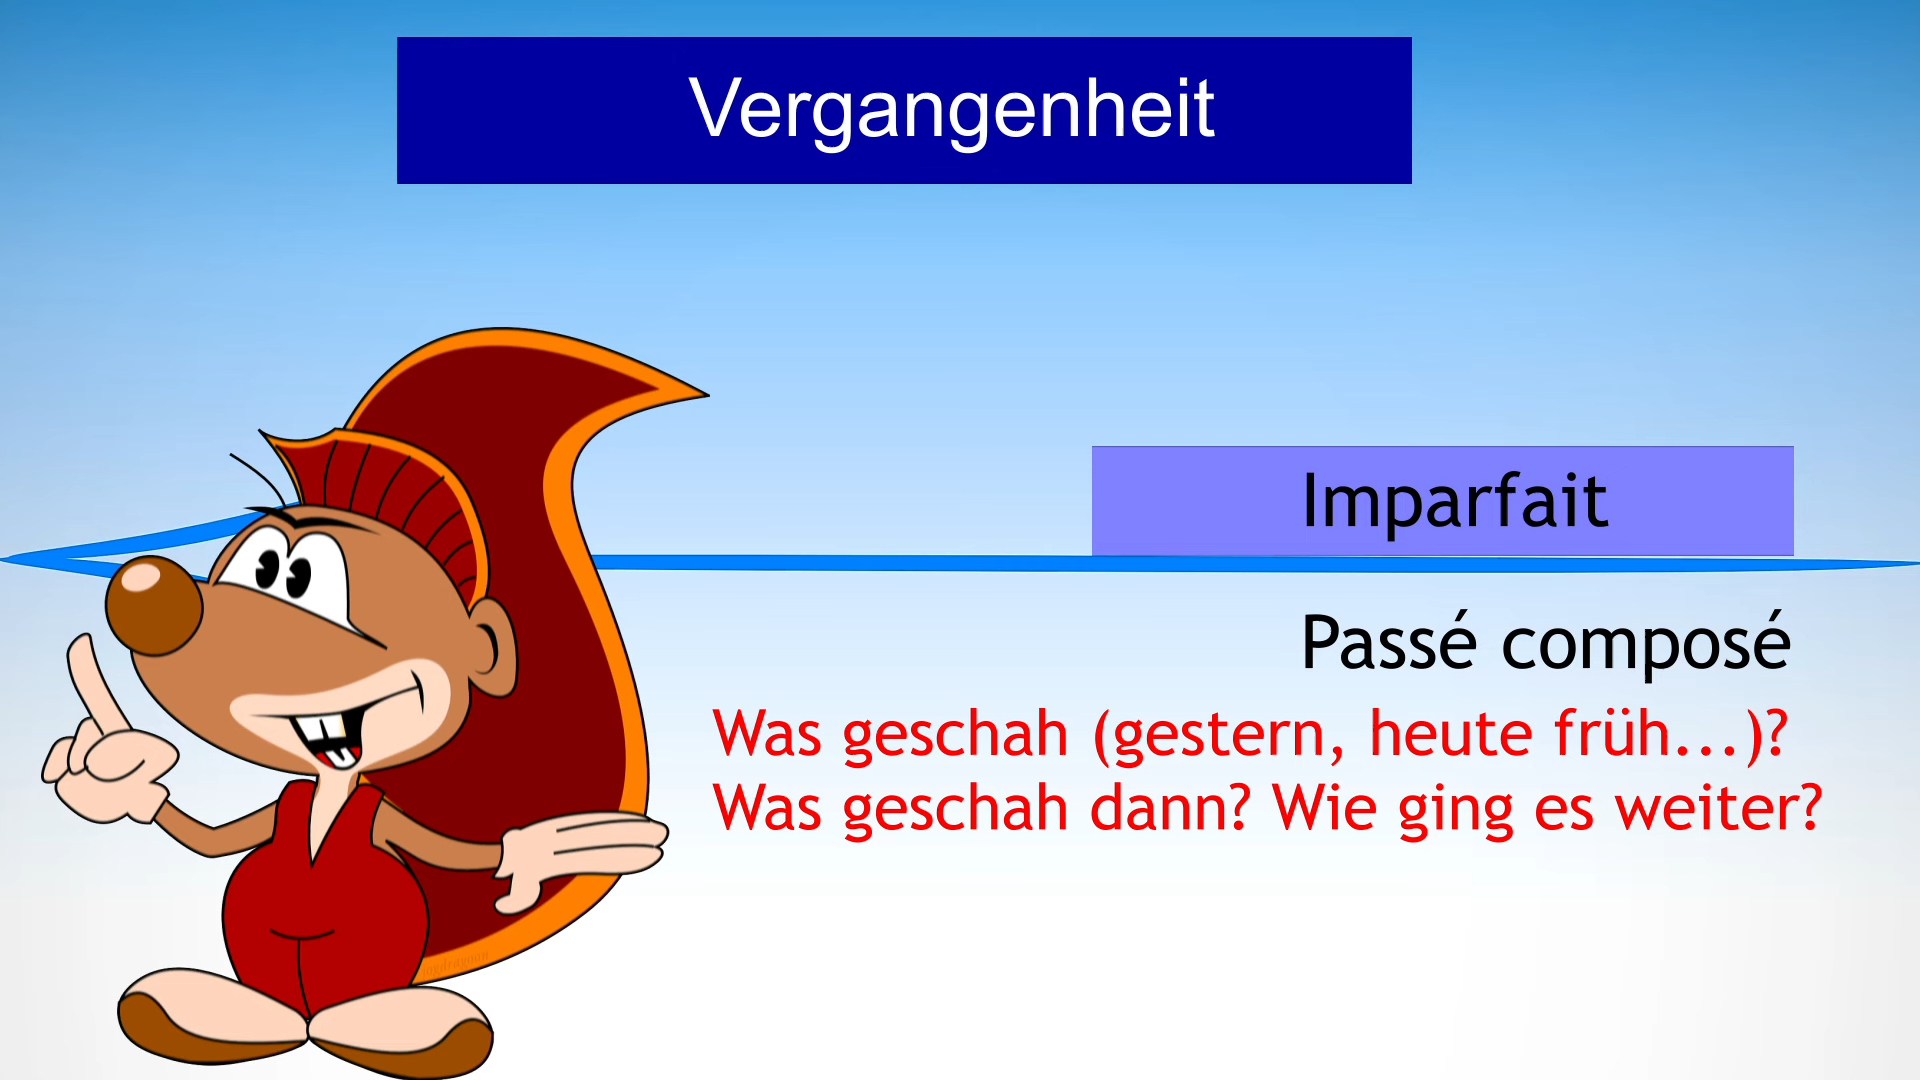 Vergangenheit
Imparfait
Passé composé
Was geschah (gestern, heute früh...)?
Was geschah dann? Wie ging es weiter?